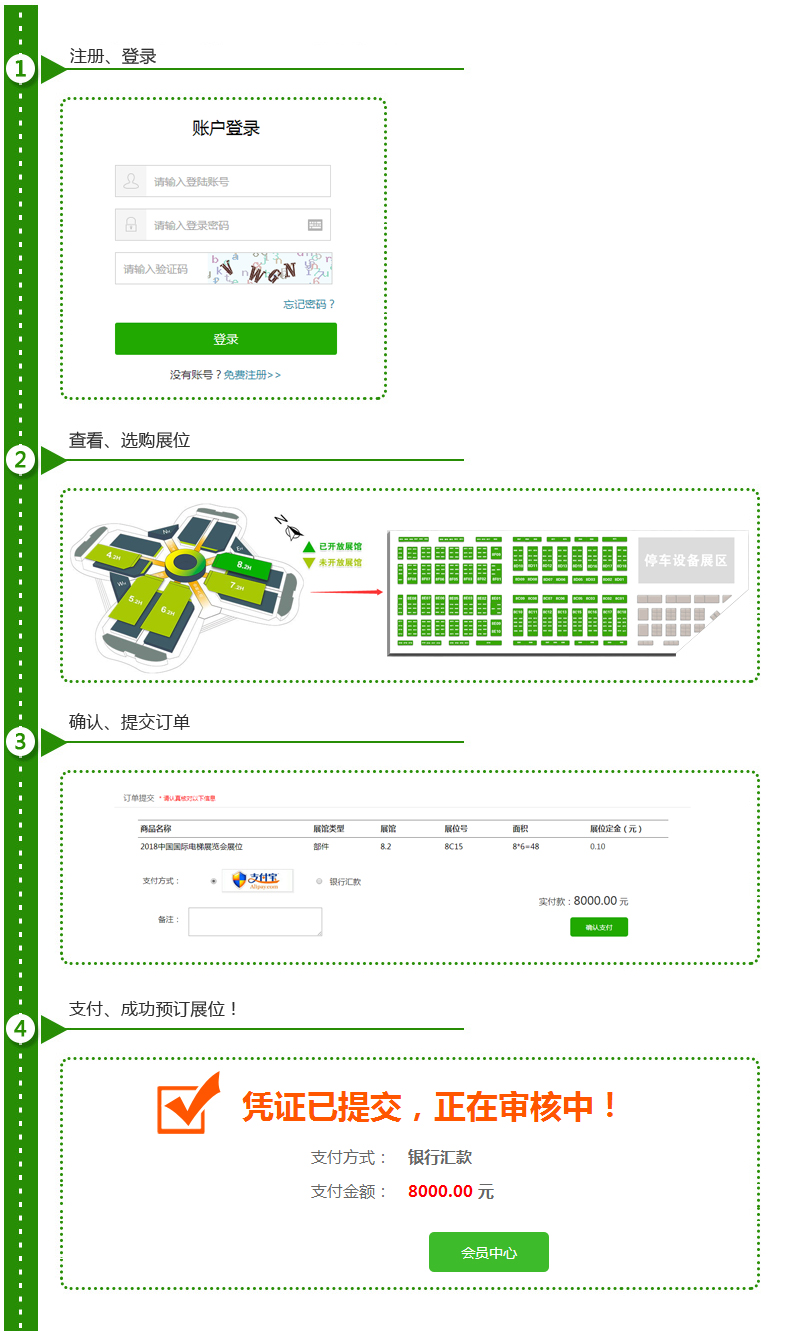 1
注册、登录
账户登录
请输入登陆账号
请输入登录密码
请输入验证码
V W G N
忘记密码？
登录
没有账号？免费注册>>
2
查看、选购展位
N
已开放展馆
未开放展馆
4.2H
8.2H
7.2H
5.2H
6.2H
停车设备展区
3
确认、提交订单
订单提交 * 请认真核对以下信息
商品名称 展馆类型 展馆 展位号 面积 展位定金（元）
2018中国国际电梯展览会展位 部件 8.2 8C15 8*6=48 0.10
支付方式： 支付宝 Alipay.com 银行汇款
实付款：8000.00 元
备注：
确认支付
4
支付、成功预订展位！
凭证已提交，正在审核中！
支付方式： 银行汇款
支付金额： 8000.00 元
会员中心